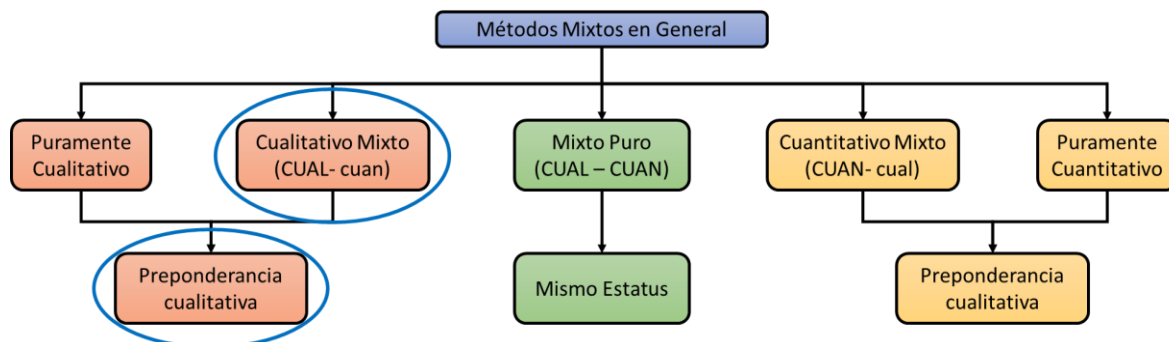 Métodos Mixtos en General
Puramente
Cualitativo
Cualitativo Mixto
(CUAL- cuan)
Mixto Puro
(CUAL – CUAN)
Cuantitativo Mixto
(CUAN- cual)
Puramente
Cuantitativo
Preponderancia
cualitativa
Mismo Estatus
Preponderancia
cualitativa